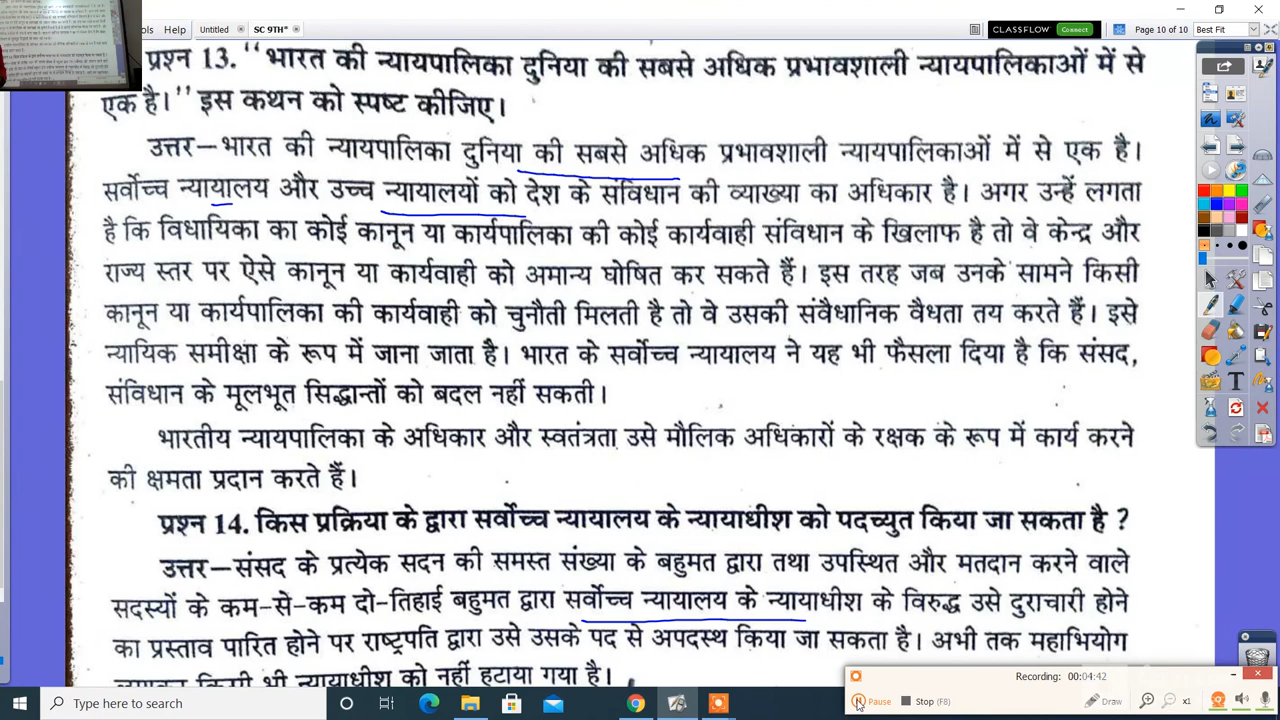 ols Help Untitled SC 9TH* CLASSFLOW Connect Page 10 of 10 Best Fit
प्रश्न 13. "भारत की न्यायपालिका दुनिया की सबसे अधिक प्रभावशाली न्यायपालिकाओं में से
एक है।" इस कथन को स्पष्ट कीजिए।
उत्तर–भारत की न्यायपालिका दुनिया की सबसे अधिक प्रभावशाली न्यायपालिकाओं में से एक है।
सर्वोच्च न्यायालय और उच्च न्यायालयों को देश के संविधान की व्याख्या का अधिकार है। अगर उन्हें लगता
है कि विधायिका का कोई कानून या कार्यपालिका की कोई कार्यवाही संविधान के खिलाफ है तो वे केन्द्र और
राज्य स्तर पर ऐसे कानून या कार्यवाही को अमान्य घोषित कर सकते हैं। इस तरह जब उनके सामने किसी
कानून या कार्यपालिका की कार्यवाही को चुनौती मिलती है तो वे उसकी संवैधानिक वैधता तय करते हैं। इसे
न्यायिक समीक्षा के रूप में जाना जाता है। भारत के सर्वोच्च न्यायालय ने यह भी फैसला दिया है कि संसद,
संविधान के मूलभूत सिद्धान्तों को बदल नहीं सकती।
भारतीय न्यायपालिका के अधिकार और स्वतंत्रता उसे मौलिक अधिकारों के रक्षक के रूप में कार्य करने
की क्षमता प्रदान करते हैं।
प्रश्न 14. किस प्रक्रिया के द्वारा सर्वोच्च न्यायालय के न्यायाधीश को पदच्युत किया जा सकता है ?
उत्तर–संसद के प्रत्येक सदन की समस्त संख्या के बहुमत द्वारा तथा उपस्थित और मतदान करने वाले
सदस्यों के कम-से-कम दो-तिहाई बहुमत द्वारा सर्वोच्च न्यायालय के न्यायाधीश के विरुद्ध उसे दुराचारी होने
का प्रस्ताव पारित होने पर राष्ट्रपति द्वारा उसे उसके पद से अपदस्थ किया जा सकता है। अभी तक महाभियोग
किसी भी न्यायाधीश को नहीं हटाया गया है।
Recording: 00:04:42
Pause Stop (F8) Draw x1
Type here to search